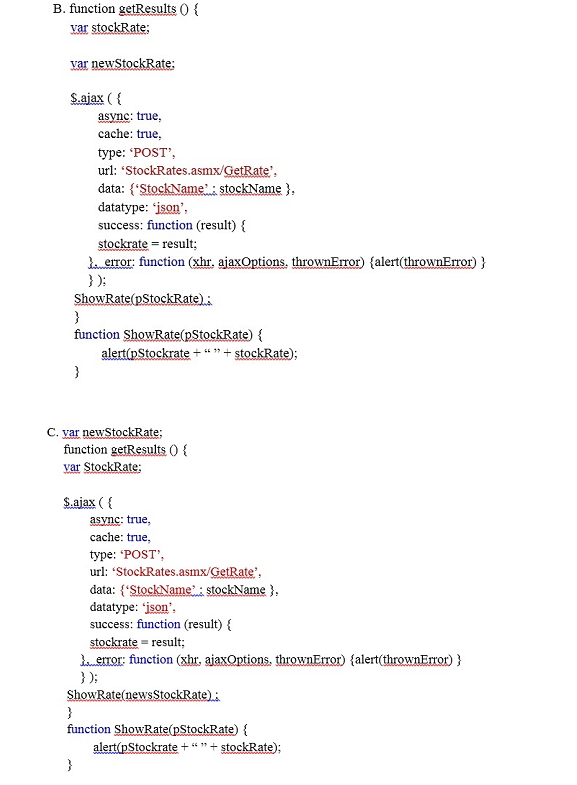 B. function getResults () {
var stockRate;
var newStockRate;
$.ajax ( {
async: true,
cache: true,
type: ‘POST’,
url: ‘StockRates.asmx/GetRate’,
data: {‘StockName’ : stockName },
datatype: ‘json’,
success: function (result) {
stockrate = result;
}, error: function (xhr, ajaxOptions, thrownError) {alert(thrownError) }
} );
ShowRate(pStockRate) ;
}
function ShowRate(pStockRate) {
alert(pStockrate + “ ” + stockRate);
}
C. var newStockRate;
function getResults () {
var StockRate;
$.ajax ( {
async: true,
cache: true,
type: ‘POST’,
url: ‘StockRates.asmx/GetRate’,
data: {‘StockName’ : stockName },
datatype: ‘json’,
success: function (result) {
stockrate = result;
}, error: function (xhr, ajaxOptions, thrownError) {alert(thrownError) }
} );
ShowRate(newsStockRate) ;
}
function ShowRate(pStockRate) {
alert(pStockrate + “ ” + stockRate);
}